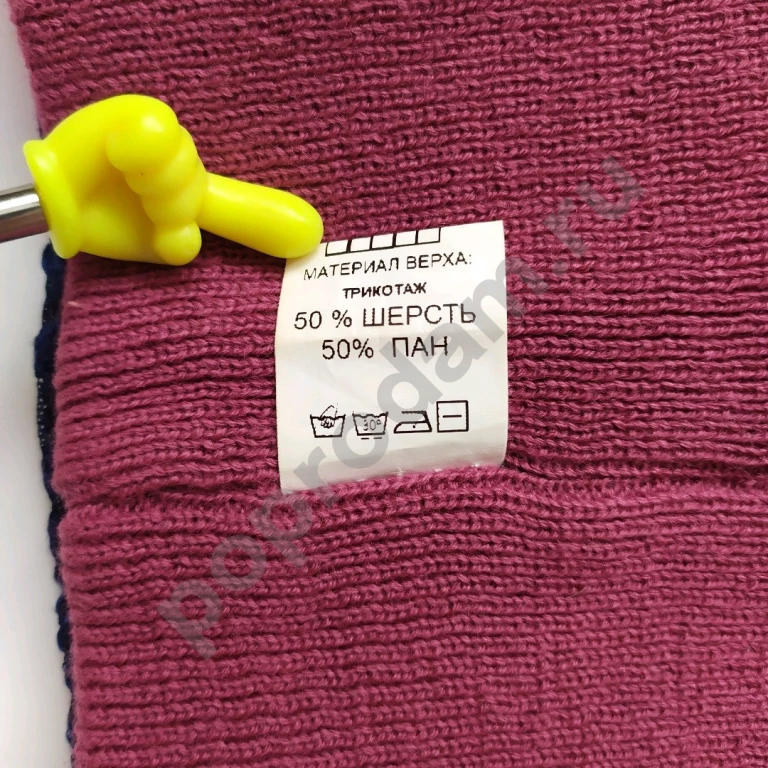 МАТЕРИАЛ ВЕРХА:
ТРИКОТАЖ
50 % ШЕРСТЬ
50% ПАН
30°
poprodam.ru